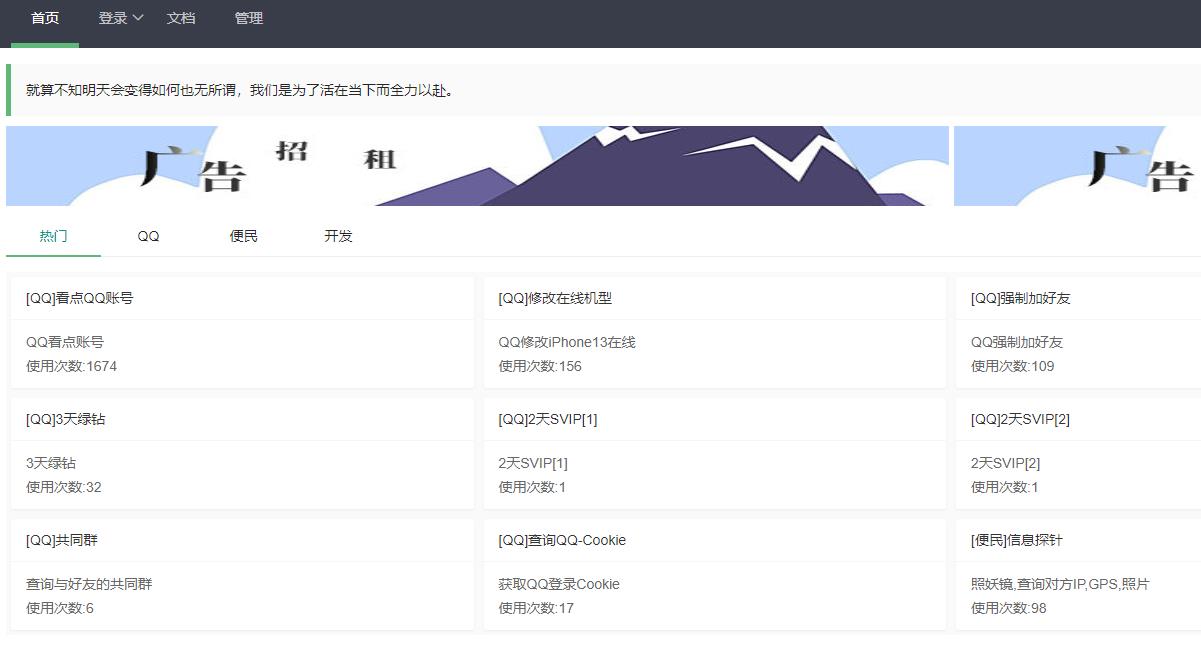 首页 登录 文档 管理
就算不知明天会变得如何也无所谓，我们是为了活在当下而全力以赴。
广告 招 租
广告
热门 QQ 便民 开发
[QQ]看点QQ账号
QQ看点账号
使用次数:1674
[QQ]修改在线机型
QQ修改iPhone13在线
使用次数:156
[QQ]强制加好友
QQ强制加好友
使用次数:109
[QQ]3天绿钻
3天绿钻
使用次数:32
[QQ]2天SVIP[1]
2天SVIP[1]
使用次数:1
[QQ]2天SVIP[2]
2天SVIP[2]
使用次数:1
[QQ]共同群
查询与好友的共同群
使用次数:6
[QQ]查询QQ-Cookie
获取QQ登录Cookie
使用次数:17
[便民]信息探针
照妖镜,查询对方IP,GPS,照片
使用次数:98